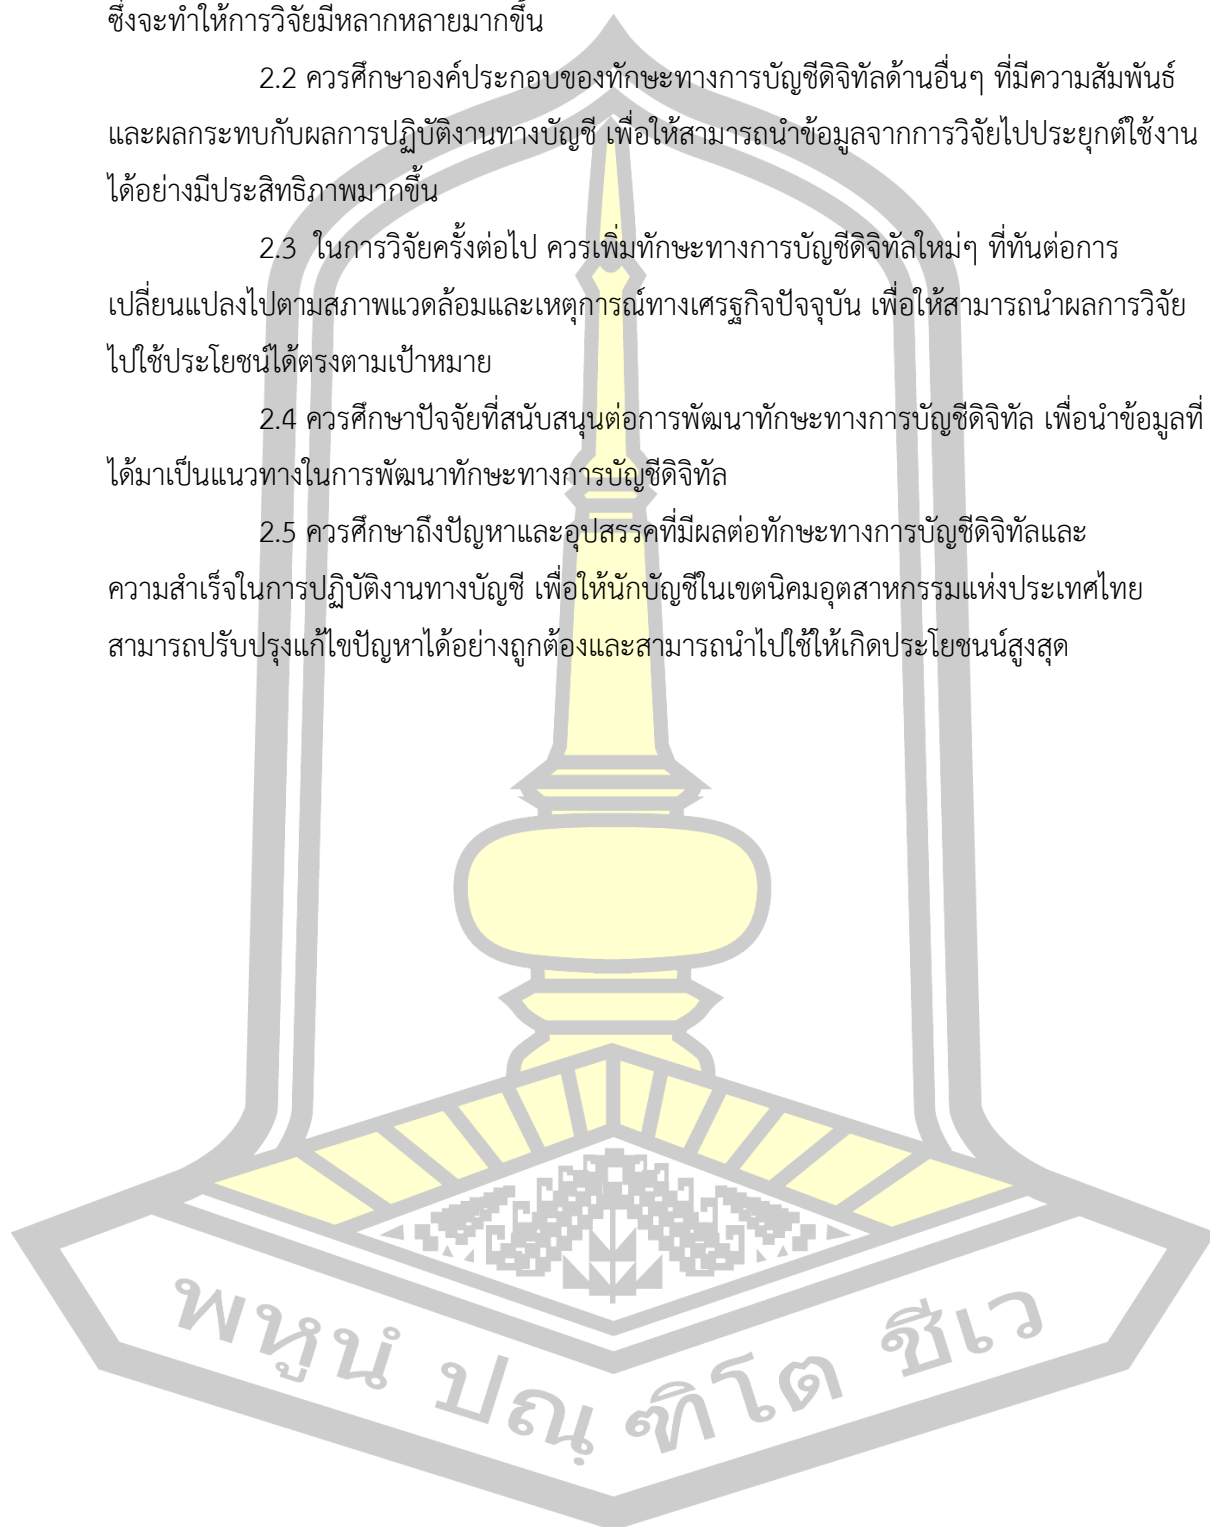 ซึ่งจะทำให้การวิจัยมีหลากหลายมากขึ้น
2.2 ควรศึกษาองค์ประกอบของทักษะทางการบัญชีดิจิทัลด้านอื่นๆ ที่มีความสัมพันธ์
และผลกระทบกับผลการปฏิบัติงานทางบัญชี เพื่อให้สามารถนำข้อมูลจากการวิจัยไปประยุกต์ใช้งาน
ได้อย่างมีประสิทธิภาพมากขึ้น
2.3 ในการวิจัยครั้งต่อไป ควรเพิ่มทักษะทางการบัญชีดิจิทัลใหม่ๆ ที่ทันต่อการ
เปลี่ยนแปลงไปตามสภาพแวดล้อมและเหตุการณ์ทางเศรษฐกิจปัจจุบัน เพื่อให้สามารถนำผลการวิจัย
ไปใช้ประโยชน์ได้ตรงตามเป้าหมาย
2.4 ควรศึกษาปัจจัยที่สนับสนุนต่อการพัฒนาทักษะทางการบัญชีดิจิทัล เพื่อนำข้อมูลที่
ได้มาเป็นแนวทางในการพัฒนาทักษะทางการบัญชีดิจิทัล
2.5 ควรศึกษาถึงปัญหาและอุปสรรคที่มีผลต่อทักษะทางการบัญชีดิจิทัลและ
ความสำเร็จในการปฏิบัติงานทางบัญชี เพื่อให้นักบัญชีในเขตนิคมอุตสาหกรรมแห่งประเทศไทย
สามารถปรับปรุงแก้ไขปัญหาได้อย่างถูกต้องและสามารถนำไปใช้ให้เกิดประโยชนน์สูงสุด
พหูนํ ปณฺ ฑิโต ชีเว